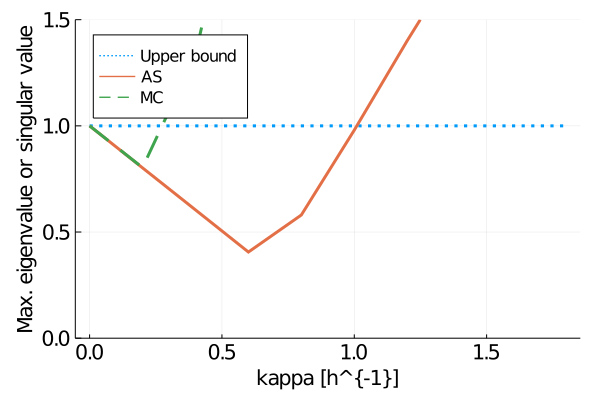 Max. eigenvalue or singular value
1.5
1.0
0.5
0.0
Upper bound
AS
MC
0.0 0.5 1.0 1.5
kappa [h^{-1}]